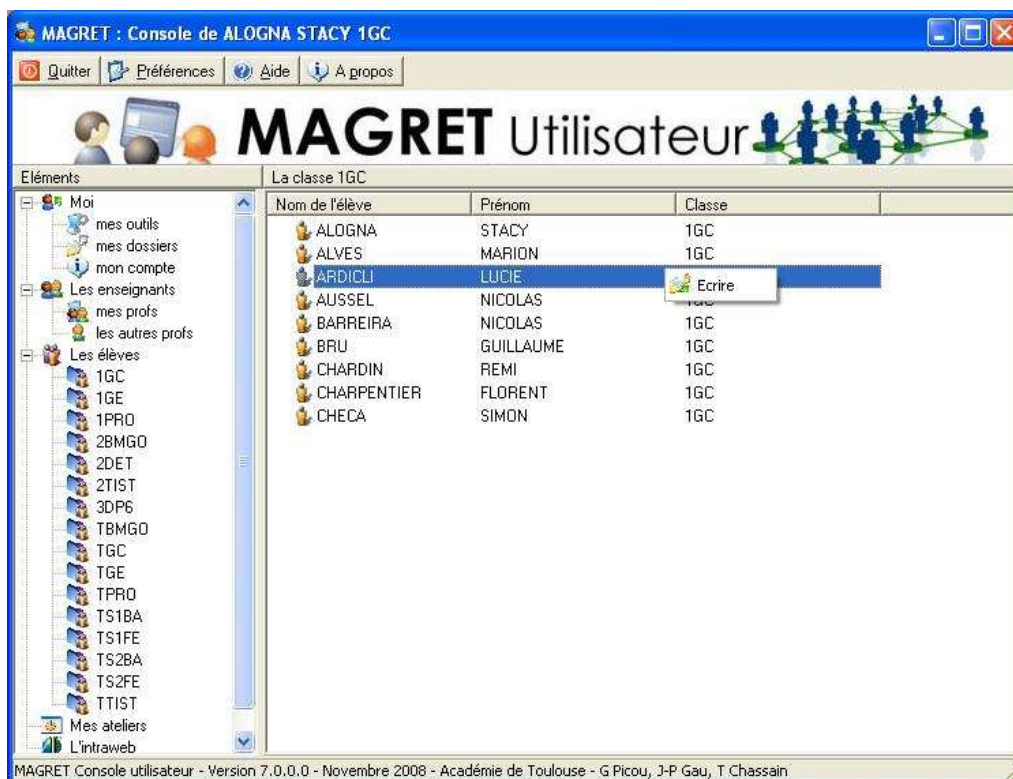 MAGRET : Console de ALOGNA STACY 1GC
Quitter Préférences Aide A propos
MAGRET Utilisateur
Eléments
La classe 1GC
Moi
mes outils
mes dossiers
mon compte
Les enseignants
mes profs
les autres profs
Les élèves
1GC
1GE
1PRO
2BMGO
2DET
2TIST
3DP6
TBMGO
TGC
TGE
TPRO
TS1BA
TS1FE
TS2BA
TS2FE
TTIST
Mes ateliers
L'intraweb
Nom de l'élève Prénom Classe
ALOGNA STACY 1GC
ALVES MARION 1GC
ARDICLI LUCIE
Ecrire
AUSSEL NICOLAS
BARREIRA NICOLAS 1GC
BRU GUILLAUME 1GC
CHARDIN REMI 1GC
CHARPENTIER FLORENT 1GC
CHECA SIMON 1GC
MAGRET Console utilisateur - Version 7.0.0.0 - Novembre 2008 - Académie de Toulouse - G Picou, J-P Gau, T Chassain